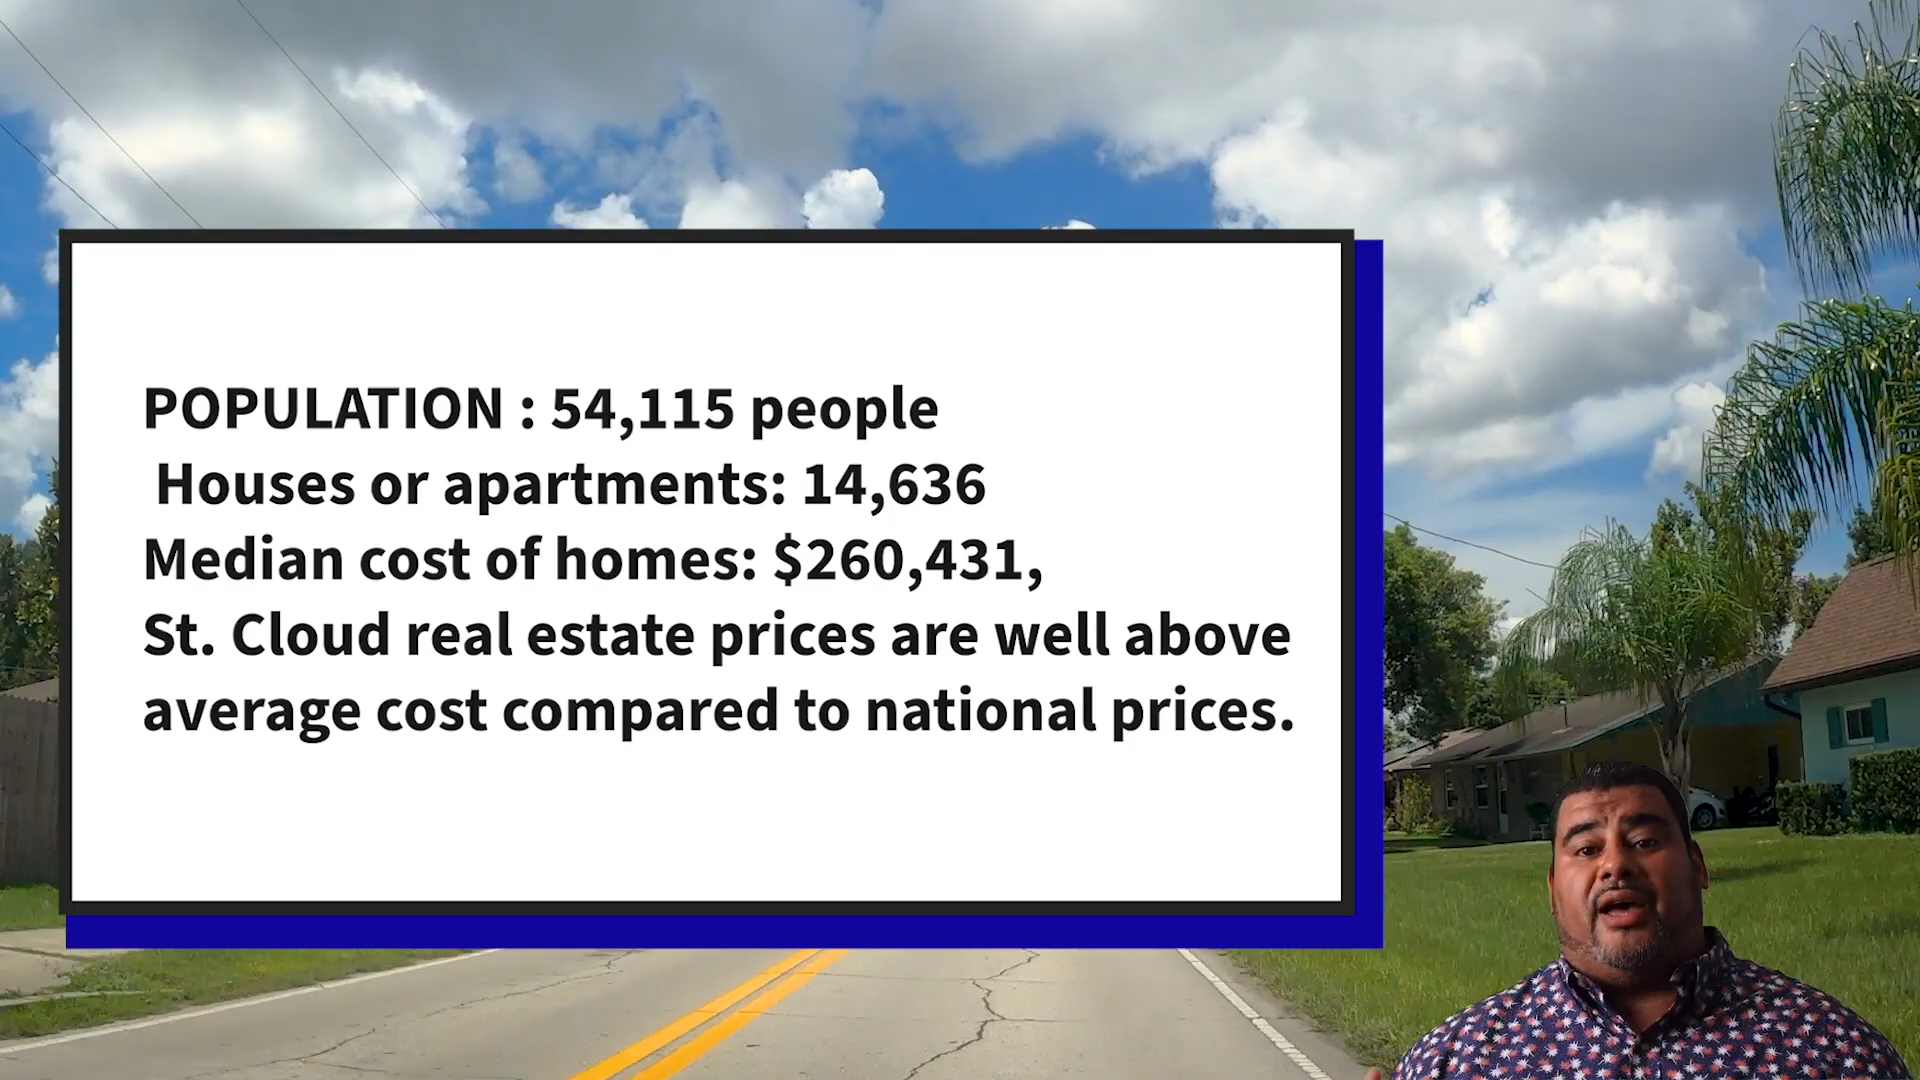 POPULATION : 54,115 people
Houses or apartments: 14,636
Median cost of homes: $260,431,
St. Cloud real estate prices are well above
average cost compared to national prices.